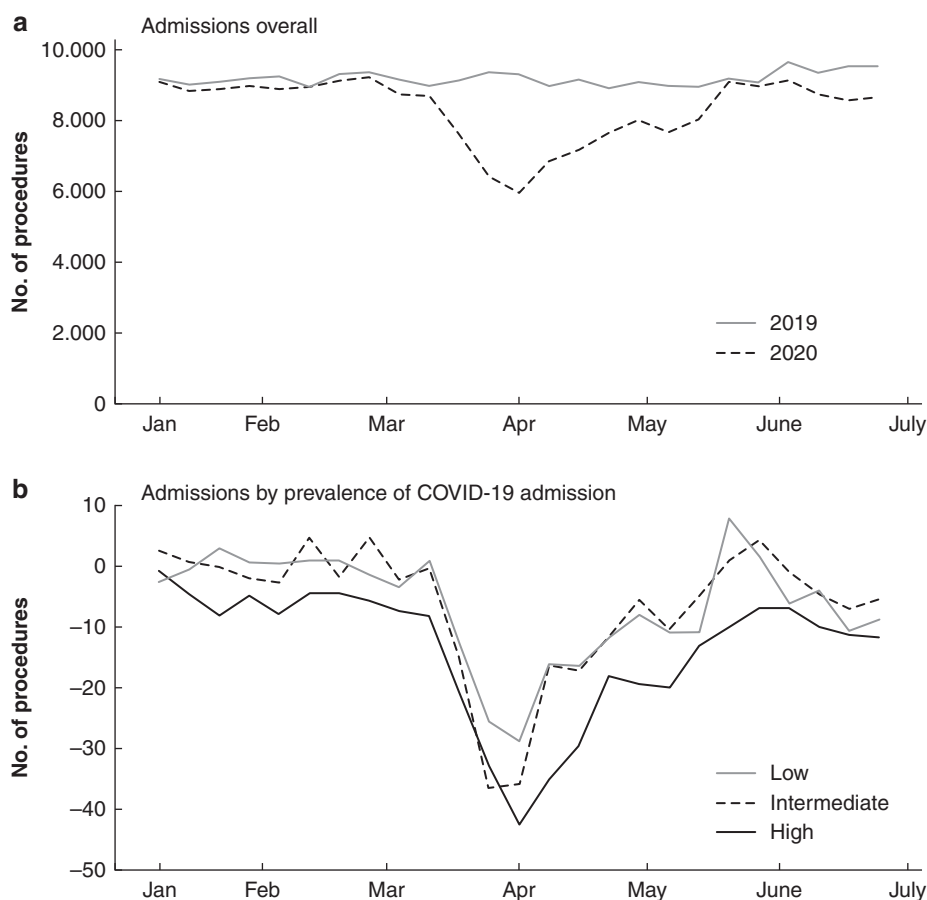 a
Admissions overall
10.000
8.000
6.000
4.000
2.000
0
No. of procedures
2019
2020
Jan Feb Mar Apr May June July
b
Admissions by prevalence of COVID-19 admission
10
0
–10
–20
–30
–40
–50
No. of procedures
Low
Intermediate
High
Jan Feb Mar Apr May June July